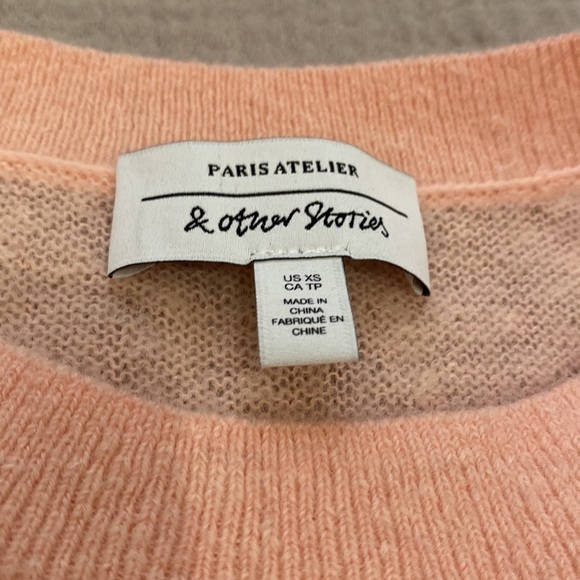 PARIS ATELIER
& other Stories
US XS
CA TP
MADE IN
CHINA
FABRIQUÉ EN
CHINE